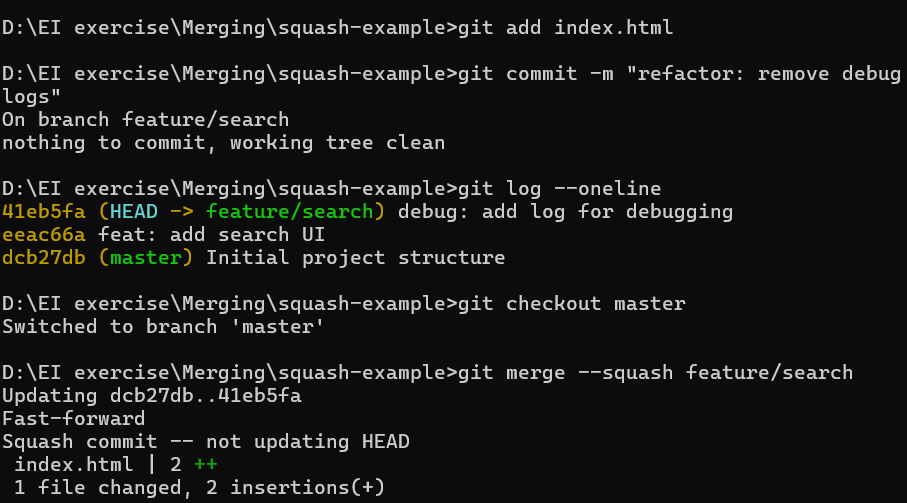 D:\EI exercise\Merging\squash-example>git add index.html
D:\EI exercise\Merging\squash-example>git commit -m "refactor: remove debug
logs"
On branch feature/search
nothing to commit, working tree clean
D:\EI exercise\Merging\squash-example>git log --oneline
41eb5fa (HEAD -> feature/search) debug: add log for debugging
eeac66a feat: add search UI
dcb27db (master) Initial project structure
D:\EI exercise\Merging\squash-example>git checkout master
Switched to branch 'master'
D:\EI exercise\Merging\squash-example>git merge --squash feature/search
Updating dcb27db..41eb5fa
Fast-forward
Squash commit -- not updating HEAD
 index.html | 2 ++
 1 file changed, 2 insertions(+)